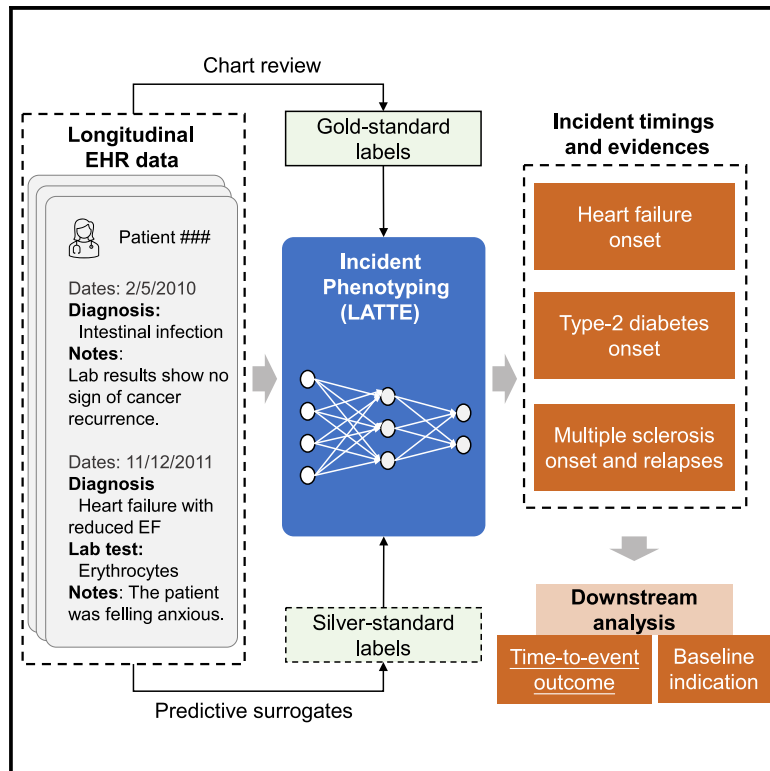 Chart review
Longitudinal
EHR data
Patient ###
Dates: 2/5/2010
Diagnosis:
Intestinal infection
Notes:
Lab results show no
sign of cancer
recurrence.
Dates: 11/12/2011
Diagnosis
Heart failure with
reduced EF
Lab test:
Erythrocytes
Notes: The patient
was felling anxious.
Predictive surrogates
Gold-standard
labels
Incident
Phenotyping
(LATTE)
Silver-standard
labels
Incident timings
and evidences
Heart failure
onset
Type-2 diabetes
onset
Multiple sclerosis
onset and relapses
Downstream
analysis
Time-to-event
outcome
Baseline
indication